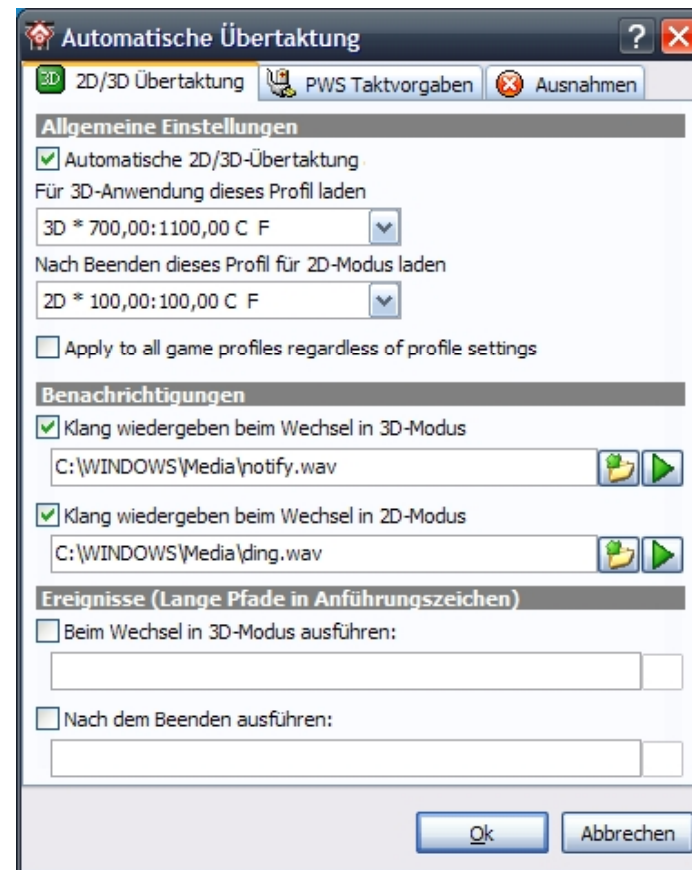 Automatische Übertaktung
3D 2D/3D Übertaktung PWS Taktvorgaben Ausnahmen
Allgemeine Einstellungen
Automatische 2D/3D-Übertaktung
Für 3D-Anwendung dieses Profil laden
3D * 700,00:1100,00 C F
Nach Beenden dieses Profil für 2D-Modus laden
2D * 100,00:100,00 C F
Apply to all game profiles regardless of profile settings
Benachrichtigungen
Klang wiedergeben beim Wechsel in 3D-Modus
C:\WINDOWS\Media\notify.wav
Klang wiedergeben beim Wechsel in 2D-Modus
C:\WINDOWS\Media\ding.wav
Ereignisse (Lange Pfade in Anführungszeichen)
Beim Wechsel in 3D-Modus ausführen:
Nach dem Beenden ausführen:
Ok Abbrechen